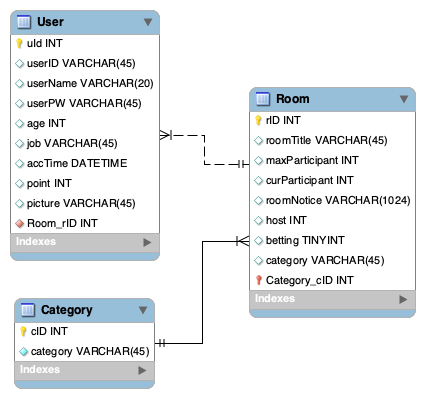 User
uId INT
userID VARCHAR(45)
userName VARCHAR(20)
userPW VARCHAR(45)
age INT
job VARCHAR(45)
accTime DATETIME
point INT
picture VARCHAR(45)
Room_rID INT
Indexes
Room
rID INT
roomTitle VARCHAR(45)
maxParticipant INT
curParticipant INT
roomNotice VARCHAR(1024)
host INT
betting TINYINT
category VARCHAR(45)
Category_cID INT
Indexes
Category
cID INT
category VARCHAR(45)
Indexes